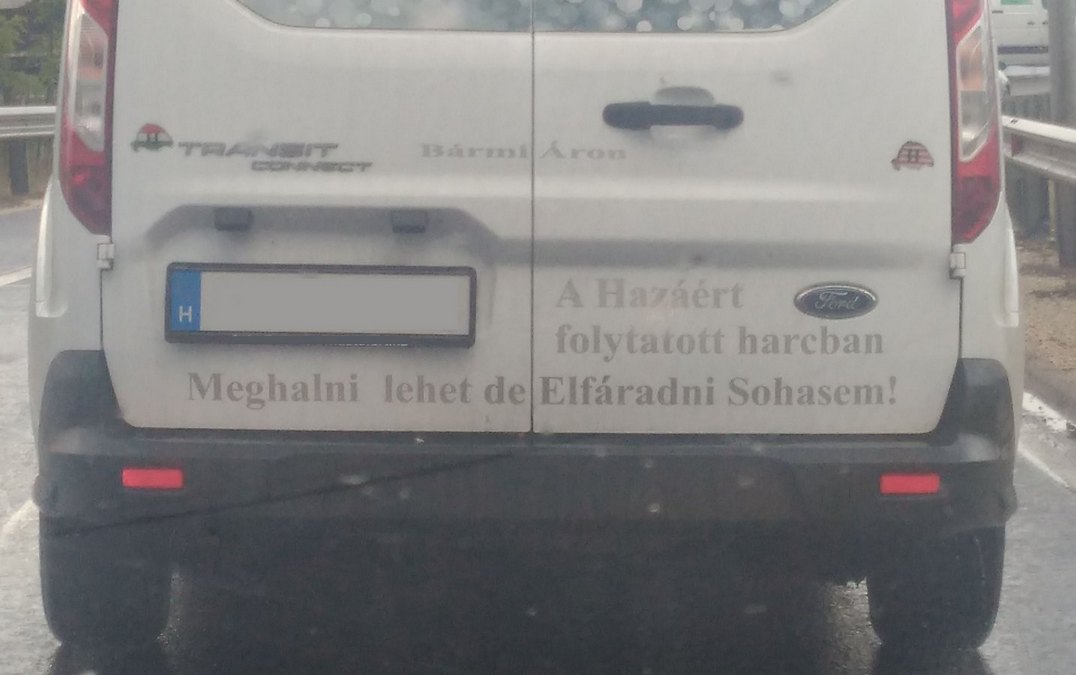 TRANSIT
CONNECT
Bármi Áron
H
A Hazáért
Ford
folytatott harcban
Meghalni lehet de Elfáradni Sohasem!